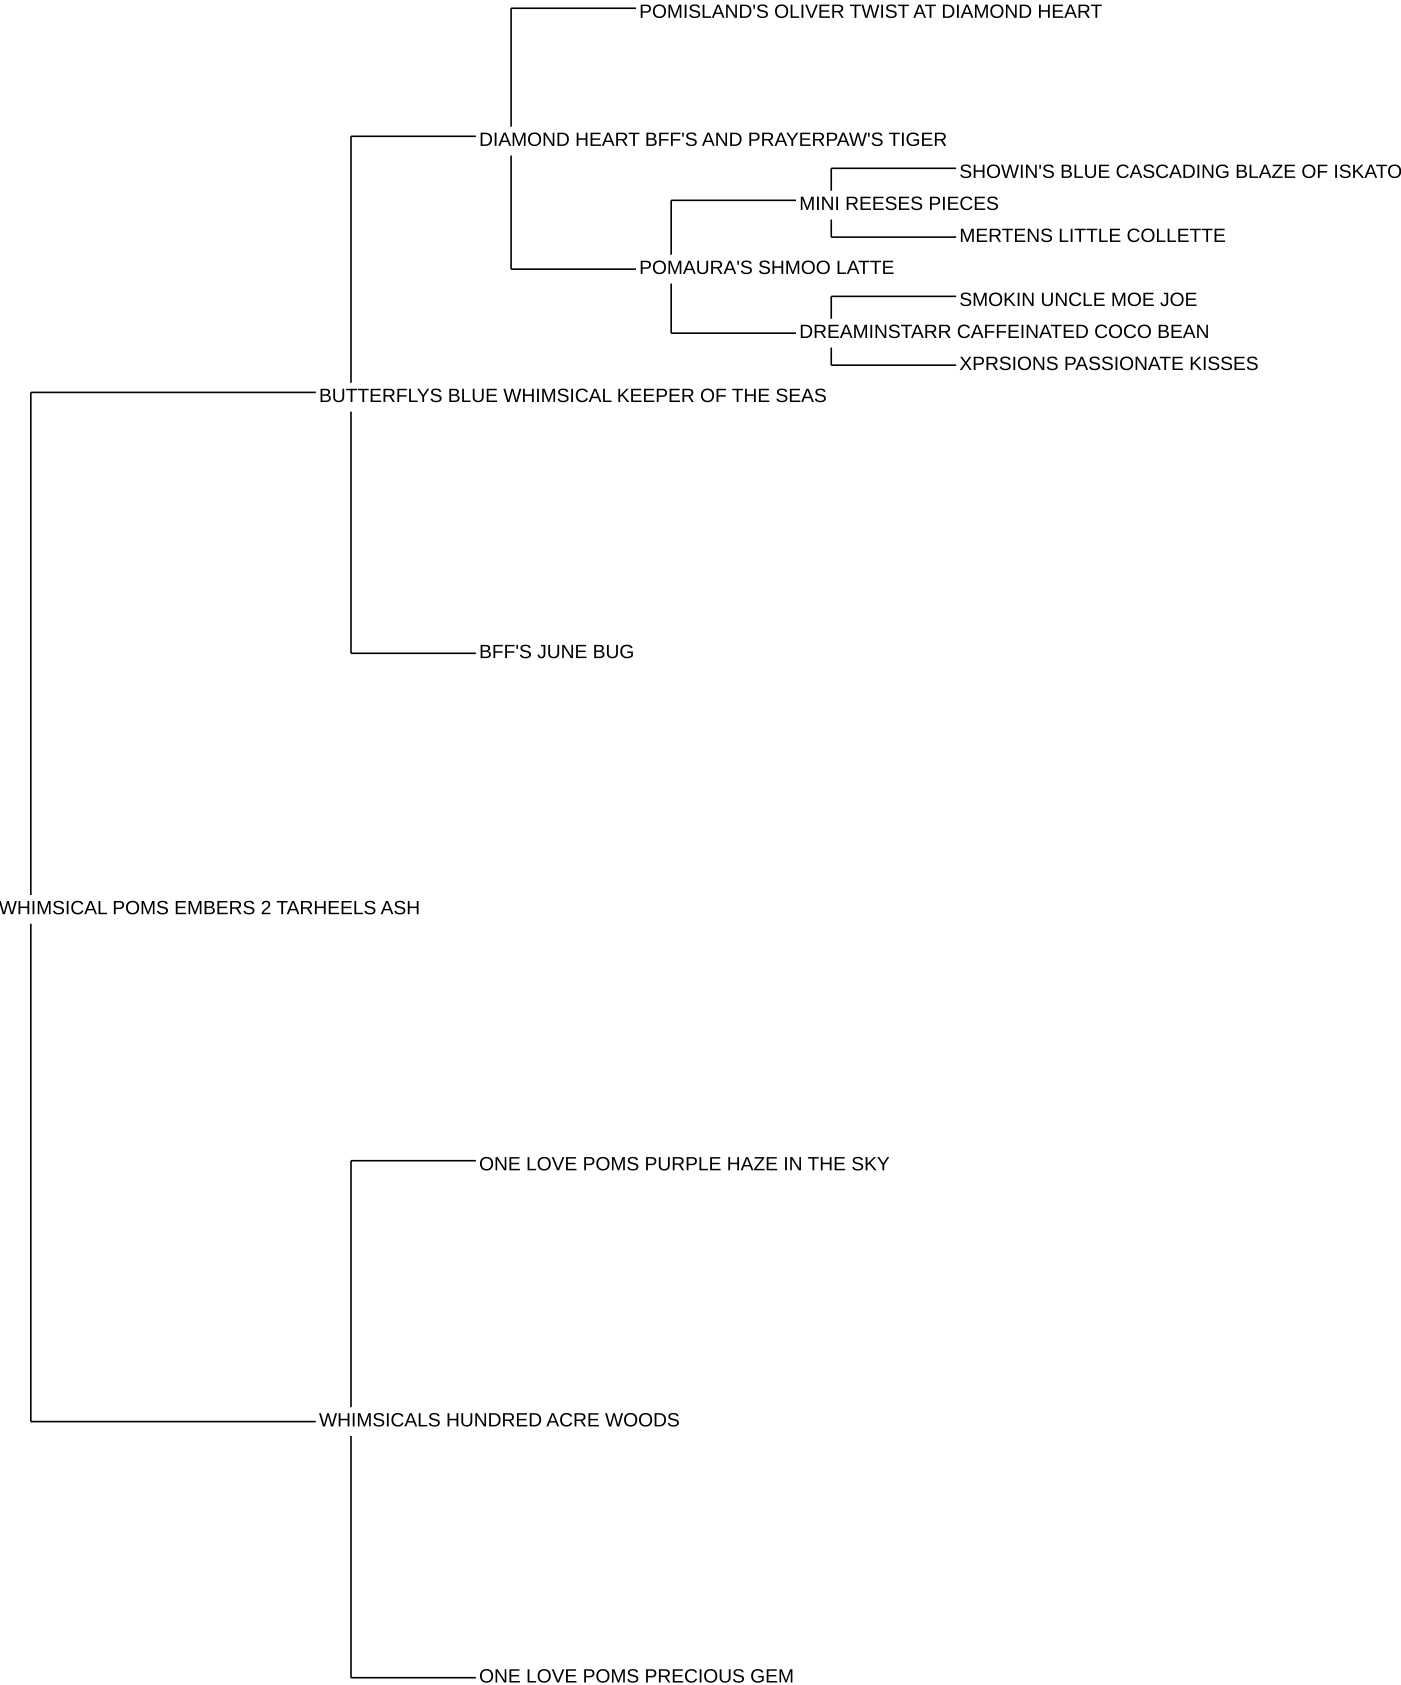 POMISLAND'S OLIVER TWIST AT DIAMOND HEART
DIAMOND HEART BFF'S AND PRAYERPAW'S TIGER
SHOWIN'S BLUE CASCADING BLAZE OF ISKATO
MINI REESES PIECES
MERTENS LITTLE COLLETTE
POMAURA'S SHMOO LATTE
SMOKIN UNCLE MOE JOE
DREAMINSTARR CAFFEINATED COCO BEAN
XPRSIONS PASSIONATE KISSES
BUTTERFLYS BLUE WHIMSICAL KEEPER OF THE SEAS
BFF'S JUNE BUG
WHIMSICAL POMS EMBERS 2 TARHEELS ASH
ONE LOVE POMS PURPLE HAZE IN THE SKY
WHIMSICALS HUNDRED ACRE WOODS
ONE LOVE POMS PRECIOUS GEM